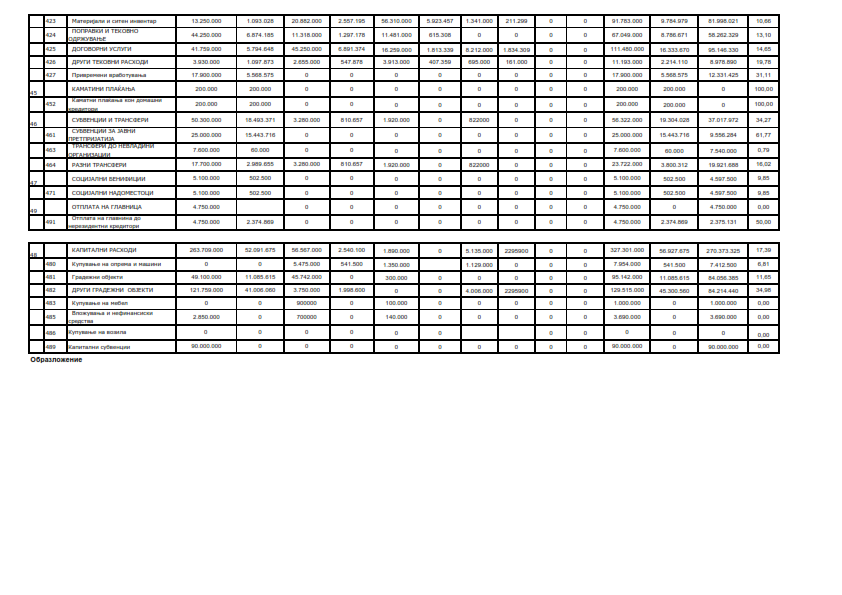 423 Материјали и ситен инвентар 13.250.000 1.093.028 20.882.000 2.557.195 56.310.000 5.923.457 1.341.000 211.299 0 0 91.783.000 9.784.979 81.998.021 10,66
424 ПОПРАВКИ И ТЕКОВНО ОДРЖУВАЊЕ 44.250.000 6.874.185 11.318.000 1.297.178 11.481.000 615.308 0 0 0 0 67.049.000 8.786.671 58.262.329 13,10
425 ДОГОВОРНИ УСЛУГИ 41.759.000 5.794.648 45.250.000 6.891.374 16.259.000 1.813.339 8.212.000 1.834.309 0 0 111.480.000 16.333.670 95.146.330 14,65
426 ДРУГИ ТЕКОВНИ РАСХОДИ 3.930.000 1.097.873 2.655.000 547.878 3.913.000 407.359 695.000 161.000 0 0 11.193.000 2.214.110 8.978.890 19,78
427 Привремени вработувања 17.900.000 5.568.575 0 0 0 0 0 0 0 0 17.900.000 5.568.575 12.331.425 31,11
45 КАМАТИНИ ПЛАЌАЊА 200.000 200.000 0 0 0 0 0 0 0 0 200.000 200.000 0 100,00
452 Каматни плаќања кон домашни кредитори 200.000 200.000 0 0 0 0 0 0 0 0 200.000 200.000 0 100,00
46 СУБВЕНЦИИ И ТРАНСФЕРИ 50.300.000 18.493.371 3.280.000 810.657 1.920.000 0 822000 0 0 0 56.322.000 19.304.028 37.017.972 34,27
461 СУБВЕНЦИИ ЗА ЈАВНИ ПРЕТПРИЈАТИЈА 25.000.000 15.443.716 0 0 0 0 0 0 0 0 25.000.000 15.443.716 9.556.284 61,77
463 ТРАНСФЕРИ ДО НЕВЛАДИНИ ОРГАНИЗАЦИИ 7.600.000 60.000 0 0 0 0 0 0 0 0 7.600.000 60.000 7.540.000 0,79
464 РАЗНИ ТРАНСФЕРИ 17.700.000 2.989.655 3.280.000 810.657 1.920.000 0 822000 0 0 0 23.722.000 3.800.312 19.921.688 16,02
47 СОЦИЈАЛНИ БЕНИФИЦИИ 5.100.000 502.500 0 0 0 0 0 0 0 0 5.100.000 502.500 4.597.500 9,85
471 СОЦИЈАЛНИ НАДОМЕСТОЦИ 5.100.000 502.500 0 0 0 0 0 0 0 0 5.100.000 502.500 4.597.500 9,85
49 ОТПЛАТА НА ГЛАВНИЦА 4.750.000 0 0 0 0 0 0 0 0 4.750.000 0 4.750.000 0,00
491 Отплата на главнина до нерезидентни кредитори 4.750.000 2.374.869 0 0 0 0 0 0 0 0 4.750.000 2.374.869 2.375.131 50,00
48 КАПИТАЛНИ РАСХОДИ 263.709.000 52.091.675 56.567.000 2.540.100 1.890.000 0 5.135.000 2295900 0 0 327.301.000 56.927.675 270.373.325 17,39
480 Купување на опрема и машини 0 0 5.475.000 541.500 1.350.000 0 1.129.000 0 0 0 7.954.000 541.500 7.412.500 6,81
481 Градежни објекти 49.100.000 11.085.615 45.742.000 0 300.000 0 0 0 0 0 95.142.000 11.085.615 84.056.385 11,65
482 ДРУГИ ГРАДЕЖНИ ОБЈЕКТИ 121.759.000 41.006.060 3.750.000 1.998.600 0 0 4.006.000 2295900 0 0 129.515.000 45.300.560 84.214.440 34,98
483 Купување на мебел 0 0 900000 0 100.000 0 0 0 0 0 1.000.000 0 1.000.000 0,00
485 Вложувања и нефинансиски средства 2.850.000 0 700000 0 140.000 0 0 0 0 0 3.690.000 0 3.690.000 0,00
486 Купување на возила 0 0 0 0 0 0 0 0 0 0 0 0,00
489 Капитални субвенции 90.000.000 0 0 0 0 0 0 0 0 0 90.000.000 0 90.000.000 0,00
Образложение